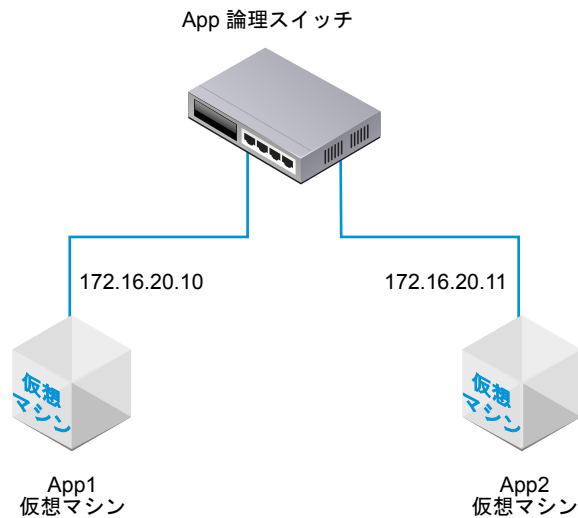 App 論理スイッチ
172.16.20.10
172.16.20.11
仮想
マシン
仮想
マシン
App1
仮想マシン
App2
仮想マシン